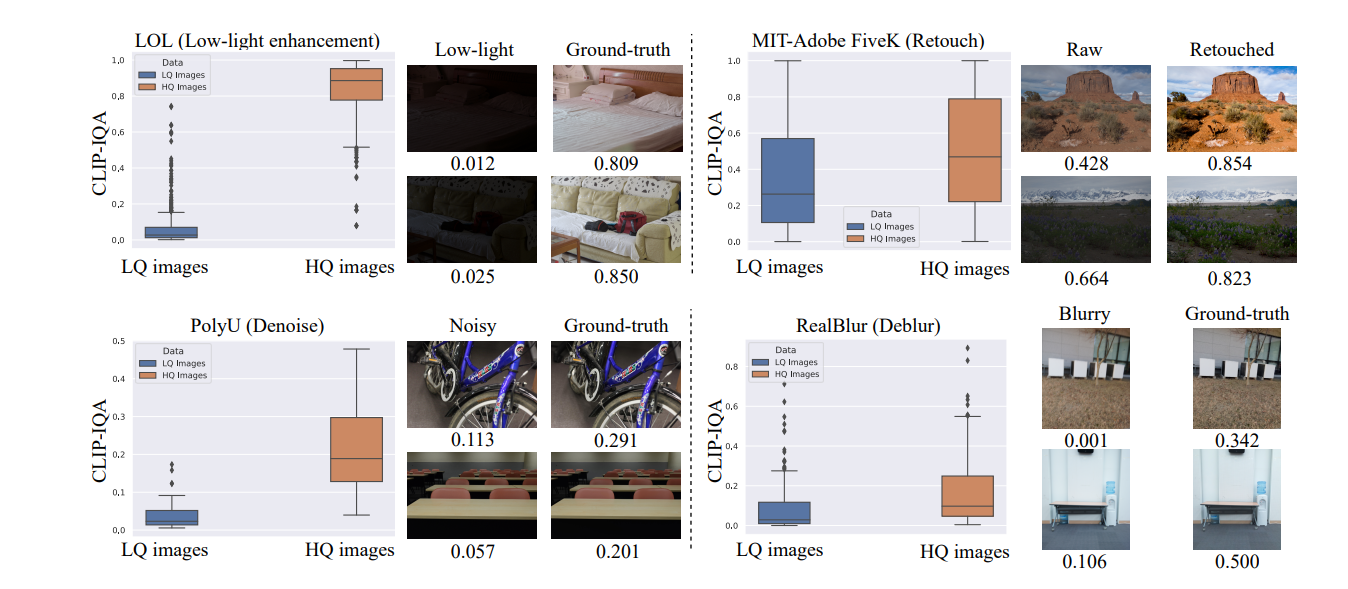 LOL (Low-light enhancement)
Low-light
Ground-truth
CLIP-IQA
1,0
0,8
0,6
0,4
0,2
0,0
Data
LQ Images
HQ Images
LQ images
HQ images
0.012
0.809
0.025
0.850
MIT-Adobe FiveK (Retouch)
Raw
Retouched
CLIP-IQA
1,0
0,8
0,6
0,4
0,2
0,0
Data
LQ Images
HQ Images
LQ images
HQ images
0.428
0.854
0.664
0.823
PolyU (Denoise)
Noisy
Ground-truth
CLIP-IQA
0,5
0,4
0,3
0,2
0,1
0,0
Data
LQ Images
HQ Images
LQ images
HQ images
0.113
0.291
0.057
0.201
RealBlur (Deblur)
Blurry
Ground-truth
CLIP-IQA
0,8
0,6
0,4
0,2
0,0
Data
LQ Images
HQ Images
LQ images
HQ images
0.001
0.342
0.106
0.500